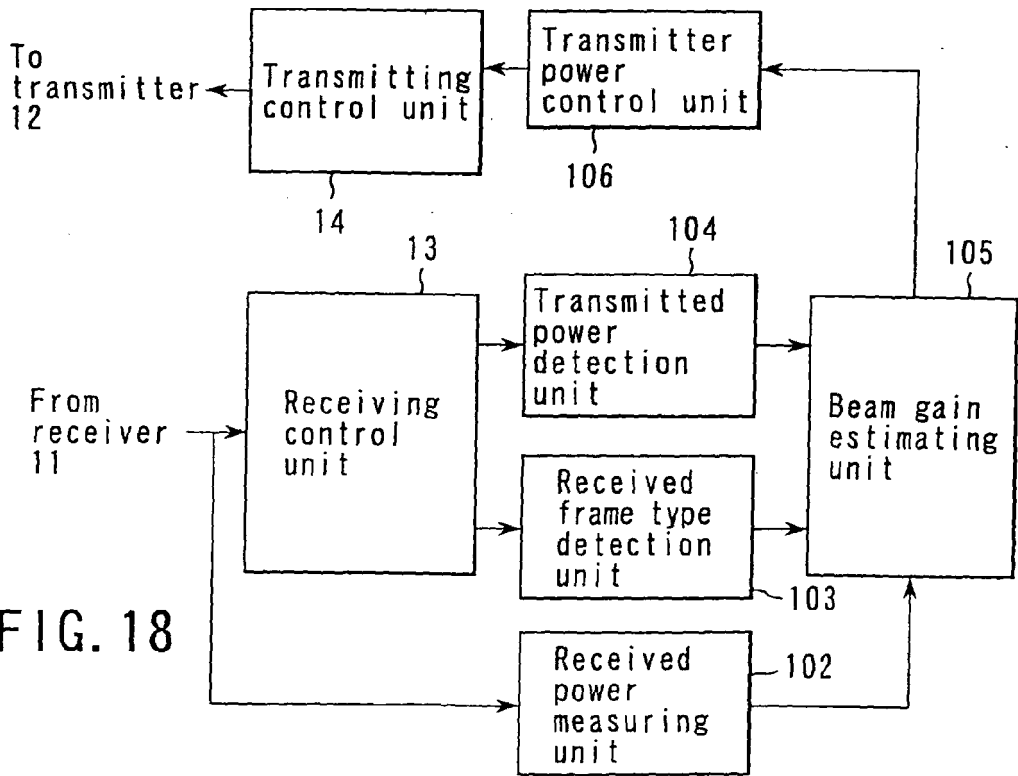 To
transmitter
12
Transmitting
control unit
14
Transmitter
power
control unit
106
From
receiver
11
13
Receiving
control
unit
104
Transmitted
power
detection
unit
Received
frame type
detection
unit
103
Received
power
measuring
unit
102
105
Beam gain
estimating
unit
FIG. 18